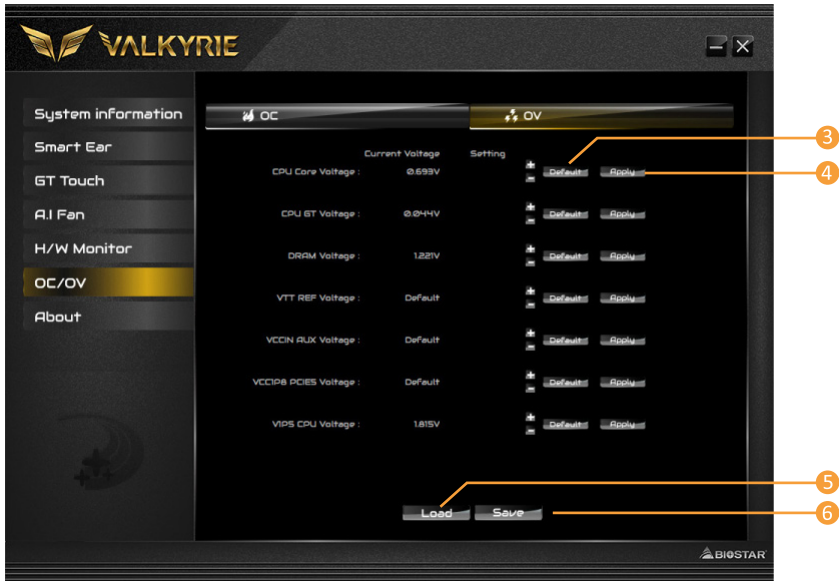 VALKYRIE
System information
Smart Ear
GT Touch
A.I Fan
H/W Monitor
OC/OV
About
OC
OV
Current Voltage Setting
CPU Core Voltage : 0.693V + - Default Apply
CPU GT Voltage : 0.044V + - Default Apply
DRAM Voltage : 1.221V + - Default Apply
VTT REF Voltage : Default + - Default Apply
VCCIN AUX Voltage : Default + - Default Apply
VCC1P8 PCIE5 Voltage : Default + - Default Apply
V1P5 CPU Voltage : 1.815V + - Default Apply
Load Save
BIOSTAR
3
4
5
6